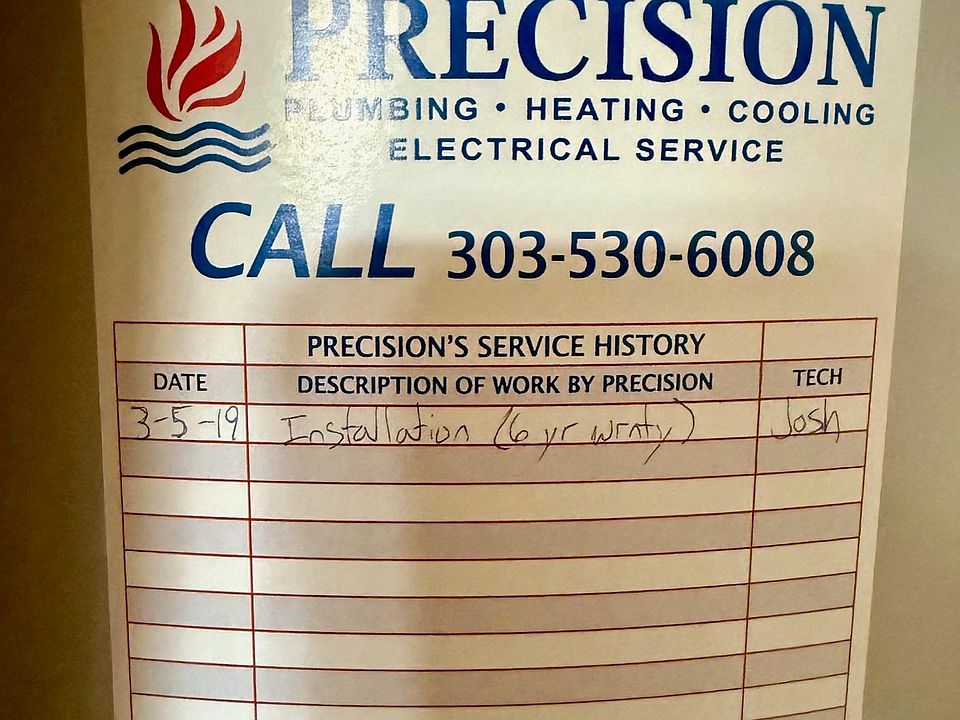 PRECISION
PLUMBING • HEATING • COOLING
ELECTRICAL SERVICE
CALL 303-530-6008
PRECISION'S SERVICE HISTORY
DATE DESCRIPTION OF WORK BY PRECISION TECH
3-5-19 Installation (6 yr wrnty) Josh